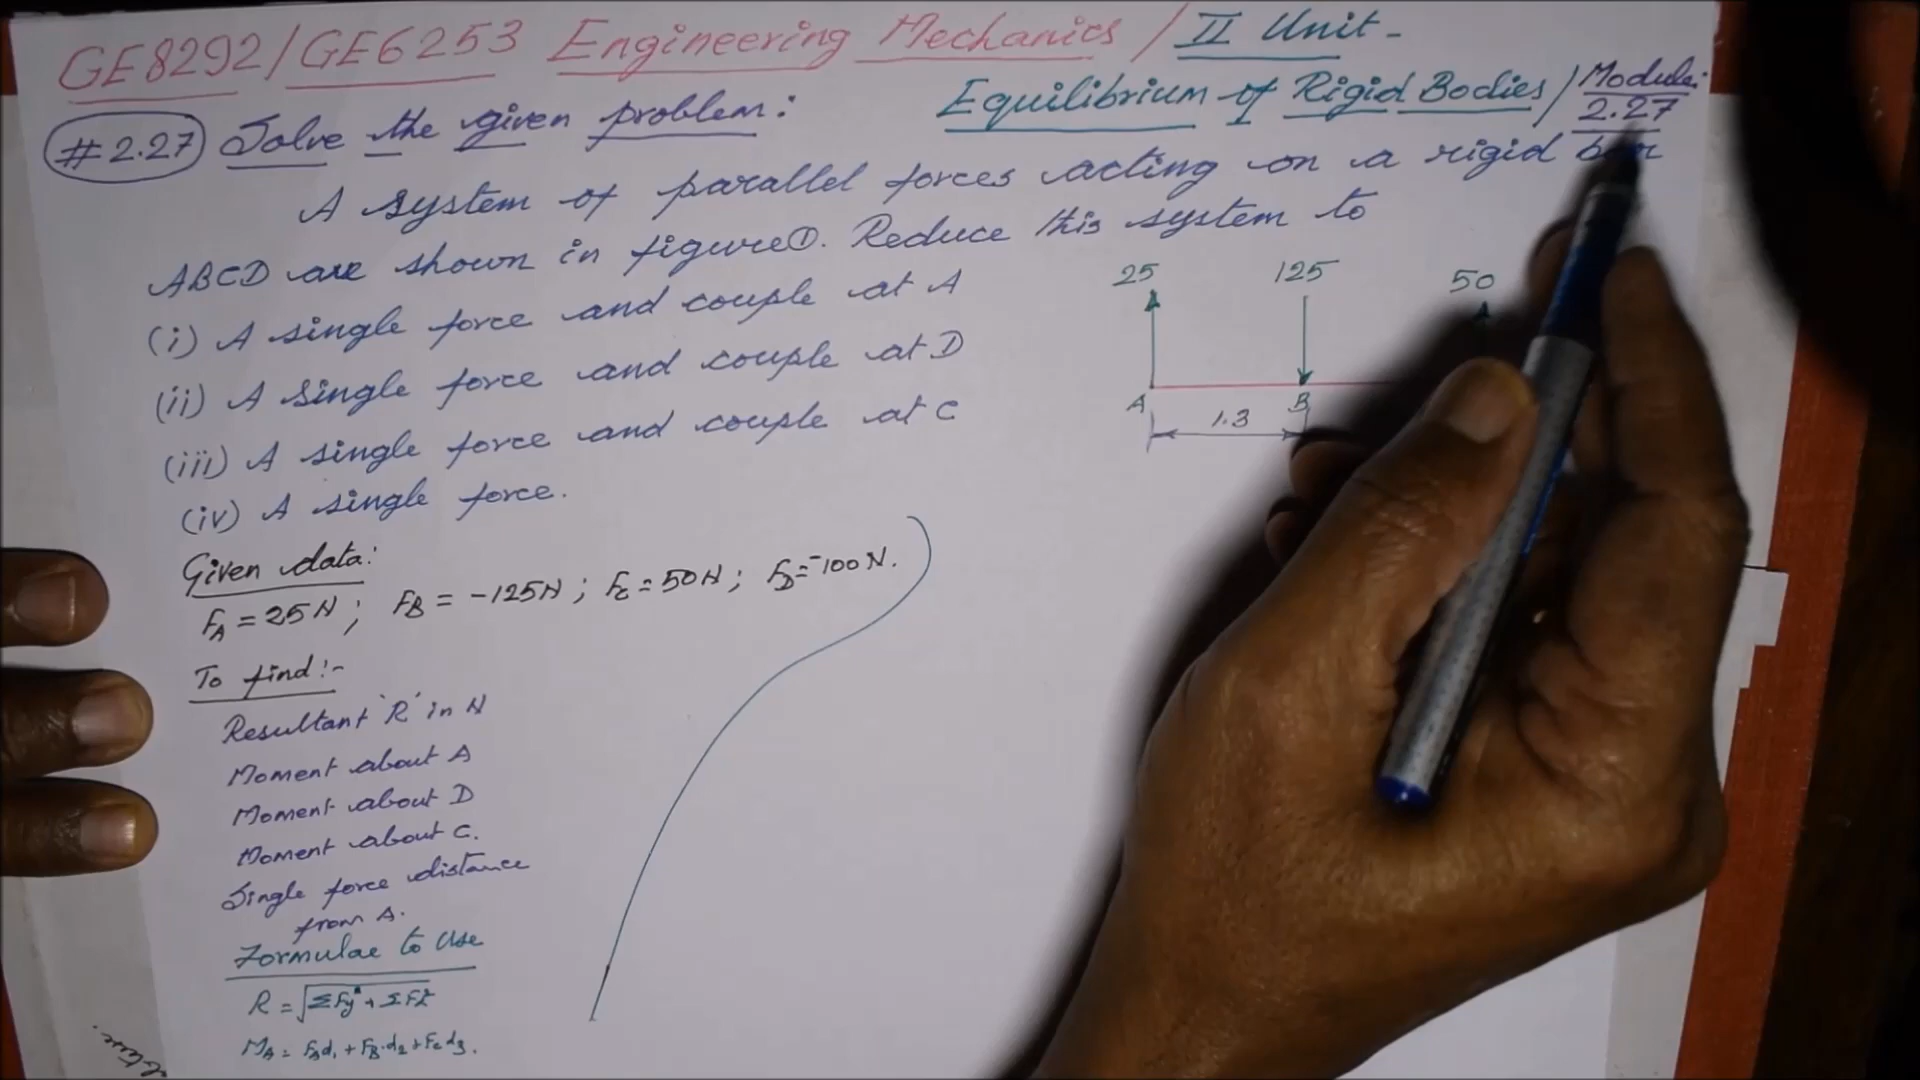 GE8292/GE6253 Engineering Mechanics / II Unit -
Equilibrium of Rigid Bodies / Module:
2.27
#2.27 Solve the given problem:
A system of parallel forces acting on a rigid bar
ABCD are shown in figure①. Reduce this system to
(i) A single force and couple at A
(ii) A single force and couple at D
(iii) A single force and couple at C
(iv) A single force.
25 125 50
A B
1.3
Given data:
FA = 25N; FB = -125N; FC = 50N; FD = -100N.
To find:-
Resultant 'R' in N
Moment about A
Moment about D
Moment about C.
Single force distance
from A.
Formulae to Use
R = √ΣFy² + ΣFx²
MA = FAd1 + FB·d2 + FCd3.